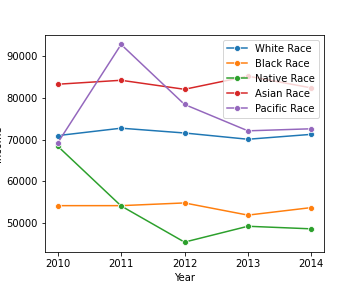 90000
80000
70000
60000
50000
2010
2011
2012
2013
2014
Year
White Race
Black Race
Native Race
Asian Race
Pacific Race